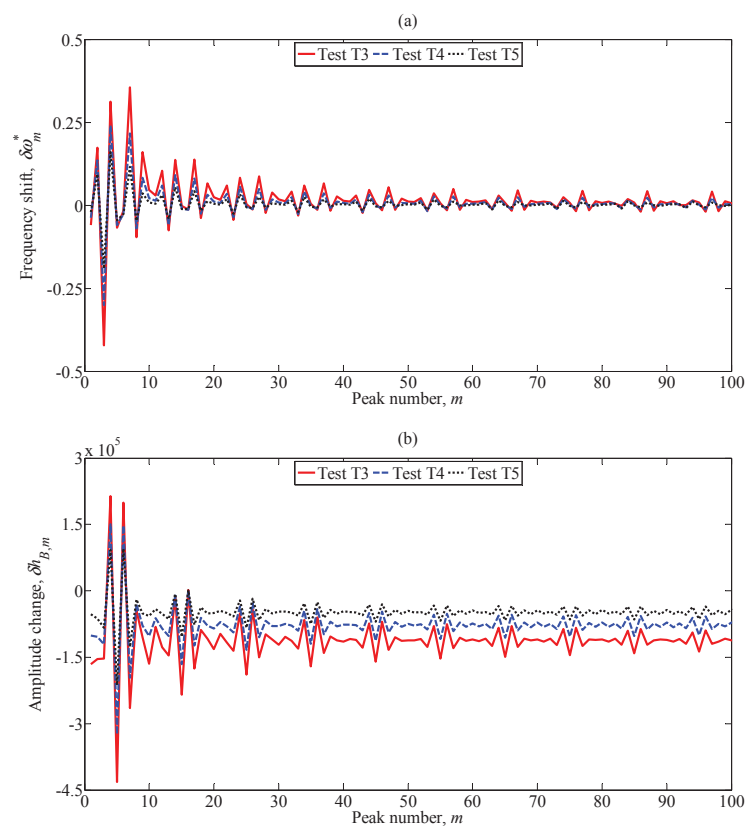 (a)
Test T3 Test T4 Test T5
0.5
0.25
0
-0.25
-0.5
Frequency shift, δω*m
0 10 20 30 40 50 60 70 80 90 100
Peak number, m
(b)
x 10^5
Test T3 Test T4 Test T5
3
1.5
0
-1.5
-3
-4.5
Amplitude change, δhB,m
0 10 20 30 40 50 60 70 80 90 100
Peak number, m